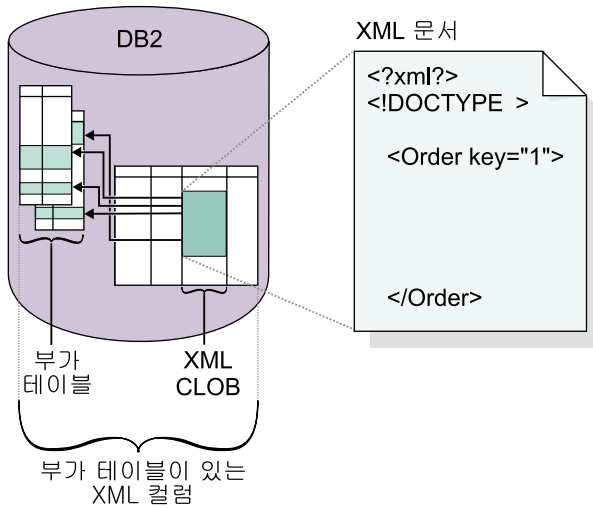 DB2
XML 문서
<?xml?>
<!DOCTYPE >
<Order key="1">
</Order>
부가
테이블
XML
CLOB
부가 테이블이 있는
XML 컬럼